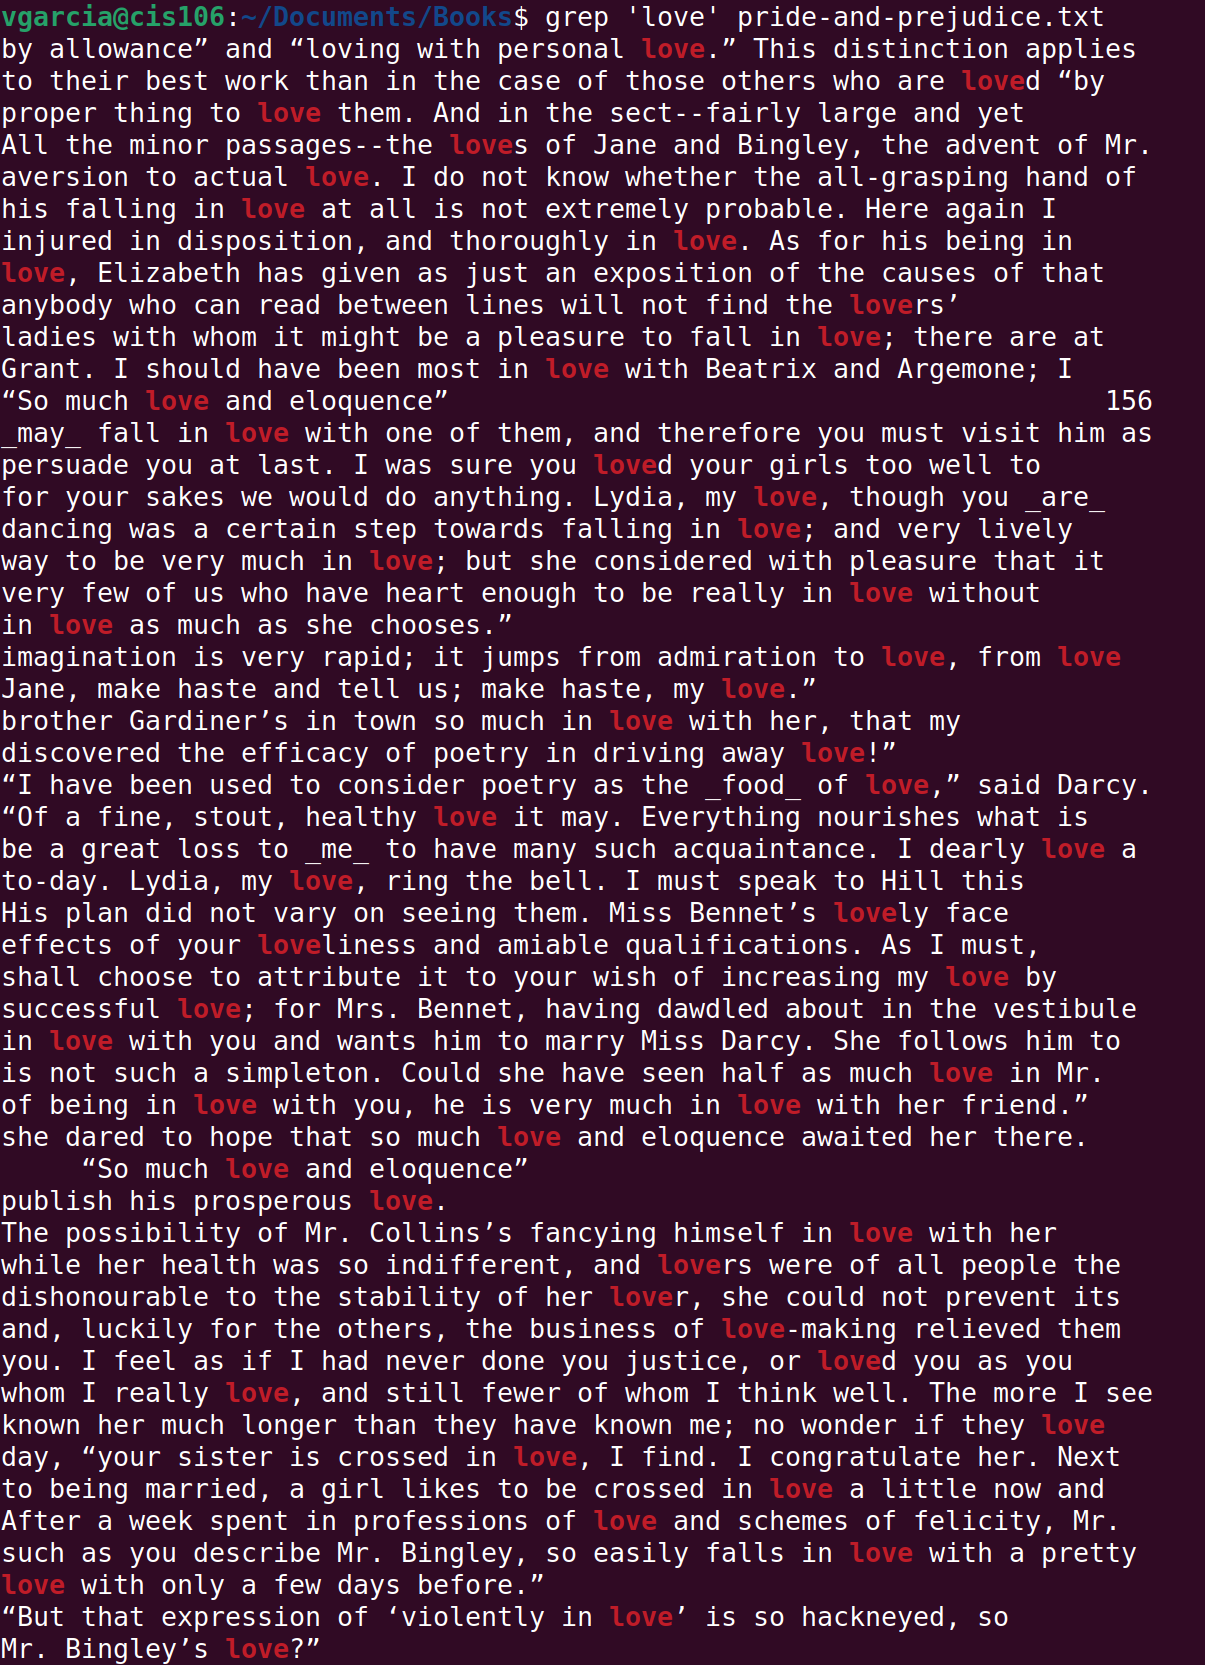 vgarcia@cis106:~/Documents/Books$ grep 'love' pride-and-prejudice.txt
by allowance” and “loving with personal love.” This distinction applies
to their best work than in the case of those others who are loved “by
proper thing to love them. And in the sect--fairly large and yet
All the minor passages--the loves of Jane and Bingley, the advent of Mr.
aversion to actual love. I do not know whether the all-grasping hand of
his falling in love at all is not extremely probable. Here again I
injured in disposition, and thoroughly in love. As for his being in
love, Elizabeth has given as just an exposition of the causes of that
anybody who can read between lines will not find the lovers’
ladies with whom it might be a pleasure to fall in love; there are at
Grant. I should have been most in love with Beatrix and Argemone; I
“So much love and eloquence” 156
_may_ fall in love with one of them, and therefore you must visit him as
persuade you at last. I was sure you loved your girls too well to
for your sakes we would do anything. Lydia, my love, though you _are_
dancing was a certain step towards falling in love; and very lively
way to be very much in love; but she considered with pleasure that it
very few of us who have heart enough to be really in love without
in love as much as she chooses.”
imagination is very rapid; it jumps from admiration to love, from love
Jane, make haste and tell us; make haste, my love.”
brother Gardiner’s in town so much in love with her, that my
discovered the efficacy of poetry in driving away love!”
“I have been used to consider poetry as the _food_ of love,” said Darcy.
“Of a fine, stout, healthy love it may. Everything nourishes what is
be a great loss to _me_ to have many such acquaintance. I dearly love a
to-day. Lydia, my love, ring the bell. I must speak to Hill this
His plan did not vary on seeing them. Miss Bennet’s lovely face
effects of your loveliness and amiable qualifications. As I must,
shall choose to attribute it to your wish of increasing my love by
successful love; for Mrs. Bennet, having dawdled about in the vestibule
in love with you and wants him to marry Miss Darcy. She follows him to
is not such a simpleton. Could she have seen half as much love in Mr.
of being in love with you, he is very much in love with her friend.”
she dared to hope that so much love and eloquence awaited her there.
“So much love and eloquence”
publish his prosperous love.
The possibility of Mr. Collins’s fancying himself in love with her
while her health was so indifferent, and lovers were of all people the
dishonourable to the stability of her lover, she could not prevent its
and, luckily for the others, the business of love-making relieved them
you. I feel as if I had never done you justice, or loved you as you
whom I really love, and still fewer of whom I think well. The more I see
known her much longer than they have known me; no wonder if they love
day, “your sister is crossed in love, I find. I congratulate her. Next
to being married, a girl likes to be crossed in love a little now and
After a week spent in professions of love and schemes of felicity, Mr.
such as you describe Mr. Bingley, so easily falls in love with a pretty
love with only a few days before.”
“But that expression of ‘violently in love’ is so hackneyed, so
Mr. Bingley’s love?”